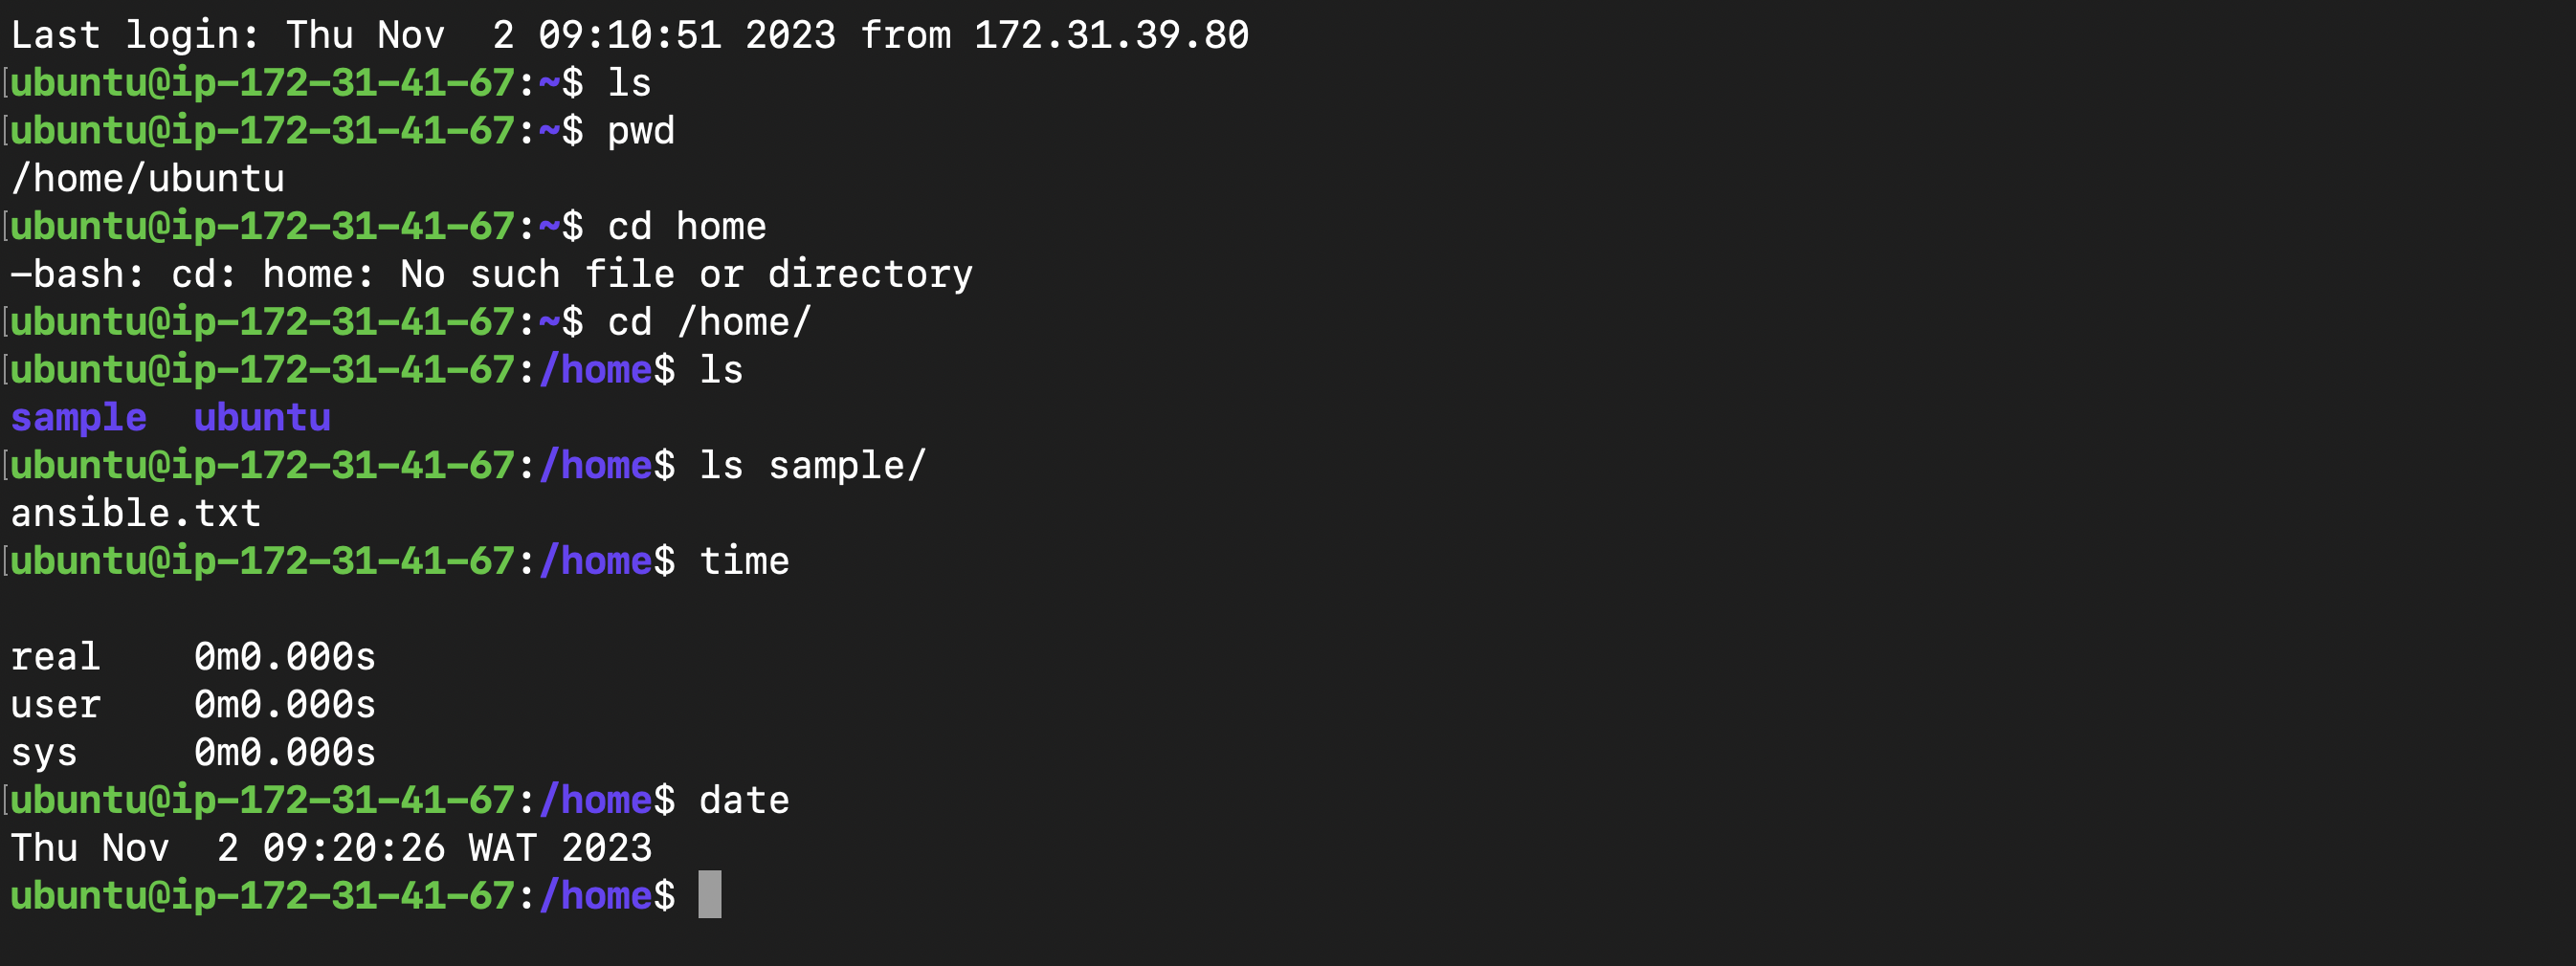 Last login: Thu Nov  2 09:10:51 2023 from 172.31.39.80
[ubuntu@ip-172-31-41-67:~$ ls
[ubuntu@ip-172-31-41-67:~$ pwd
/home/ubuntu
[ubuntu@ip-172-31-41-67:~$ cd home
-bash: cd: home: No such file or directory
[ubuntu@ip-172-31-41-67:~$ cd /home/
[ubuntu@ip-172-31-41-67:/home$ ls
sample  ubuntu
[ubuntu@ip-172-31-41-67:/home$ ls sample/
ansible.txt
[ubuntu@ip-172-31-41-67:/home$ time
real    0m0.000s
user    0m0.000s
sys     0m0.000s
[ubuntu@ip-172-31-41-67:/home$ date
Thu Nov  2 09:20:26 WAT 2023
ubuntu@ip-172-31-41-67:/home$